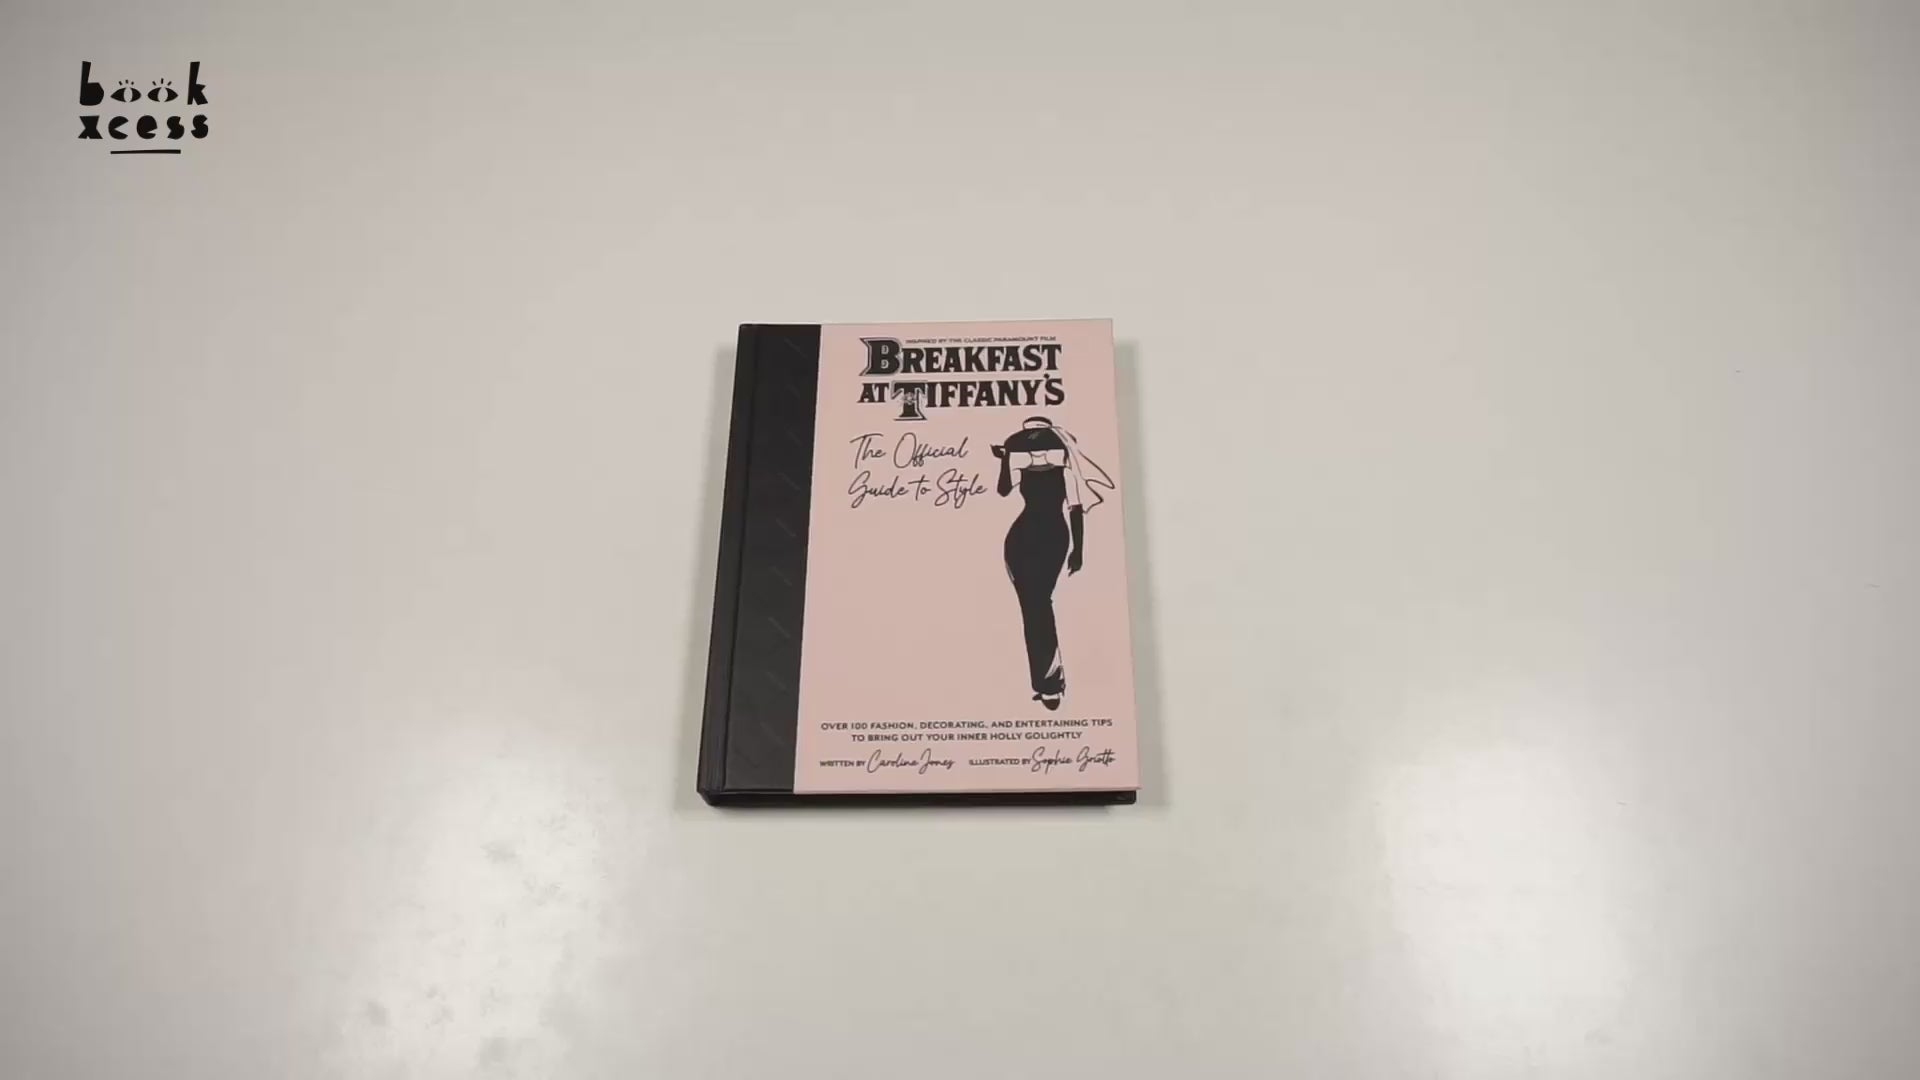 book
xcess
INSPIRED BY THE CLASSIC PARAMOUNT FILM
BREAKFAST
AT TIFFANY'S
The Official
Guide to Style
OVER 100 FASHION, DECORATING, AND ENTERTAINING TIPS
TO BRING OUT YOUR INNER HOLLY GOLIGHTLY
WRITTEN BY Caroline Jones ILLUSTRATED BY Sophie Griotto